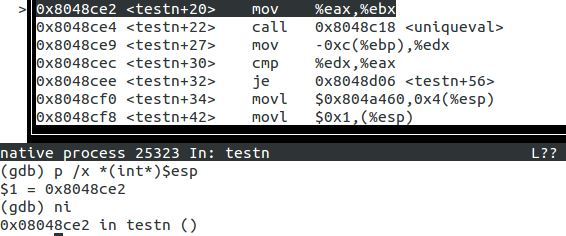 >0x8048ce2 <testn+20> mov %eax,%ebx
0x8048ce4 <testn+22> call 0x8048c18 <uniqueval>
0x8048ce9 <testn+27> mov -0xc(%ebp),%edx
0x8048cec <testn+30> cmp %edx,%eax
0x8048cee <testn+32> je 0x8048d06 <testn+56>
0x8048cf0 <testn+34> movl $0x804a460,0x4(%esp)
0x8048cf8 <testn+42> movl $0x1,(%esp)
native process 25323 In: testn L??
(gdb) p /x *(int*)$esp
$1 = 0x8048ce2
(gdb) ni
0x08048ce2 in testn ()